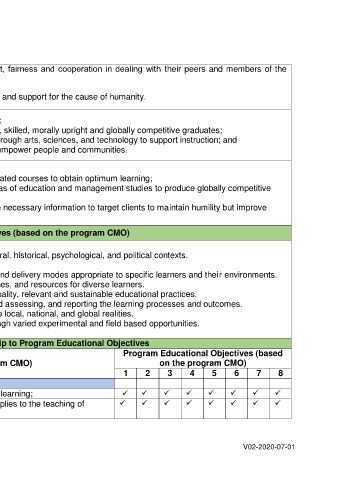 t, fairness and cooperation in dealing with their peers and members of the
and support for the cause of humanity.
:
, skilled, morally upright and globally competitive graduates;
rough arts, sciences, and technology to support instruction; and
empower people and communities.
ated courses to obtain optimum learning;
as of education and management studies to produce globally competitive
e necessary information to target clients to maintain humility but improve
ves (based on the program CMO)
ral, historical, psychological, and political contexts.
nd delivery modes appropriate to specific learners and their environments.
es, and resources for diverse learners.
uality, relevant and sustainable educational practices.
d assessing, and reporting the learning processes and outcomes.
e local, national, and global realities.
ugh varied experimental and field based opportunities.
hip to Program Educational Objectives
am CMO)
Program Educational Objectives (based
on the program CMO)
1 2 3 4 5 6 7 8
learning; ✓ ✓ ✓ ✓ ✓ ✓ ✓ ✓
plies to the teaching of ✓ ✓ ✓ ✓ ✓ ✓ ✓ ✓
V02-2020-07-01